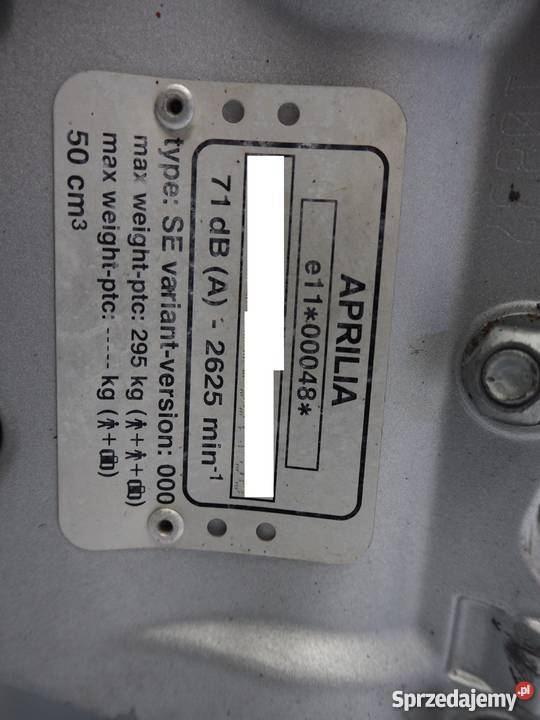 APRILIA
e11*00048*
71 dB (A) - 2625 min-1
type: SE variant-version: 000
max weight-ptc: 295 kg
max weight-ptc: ----- kg
50 cm3
Sprzedajemy.pl